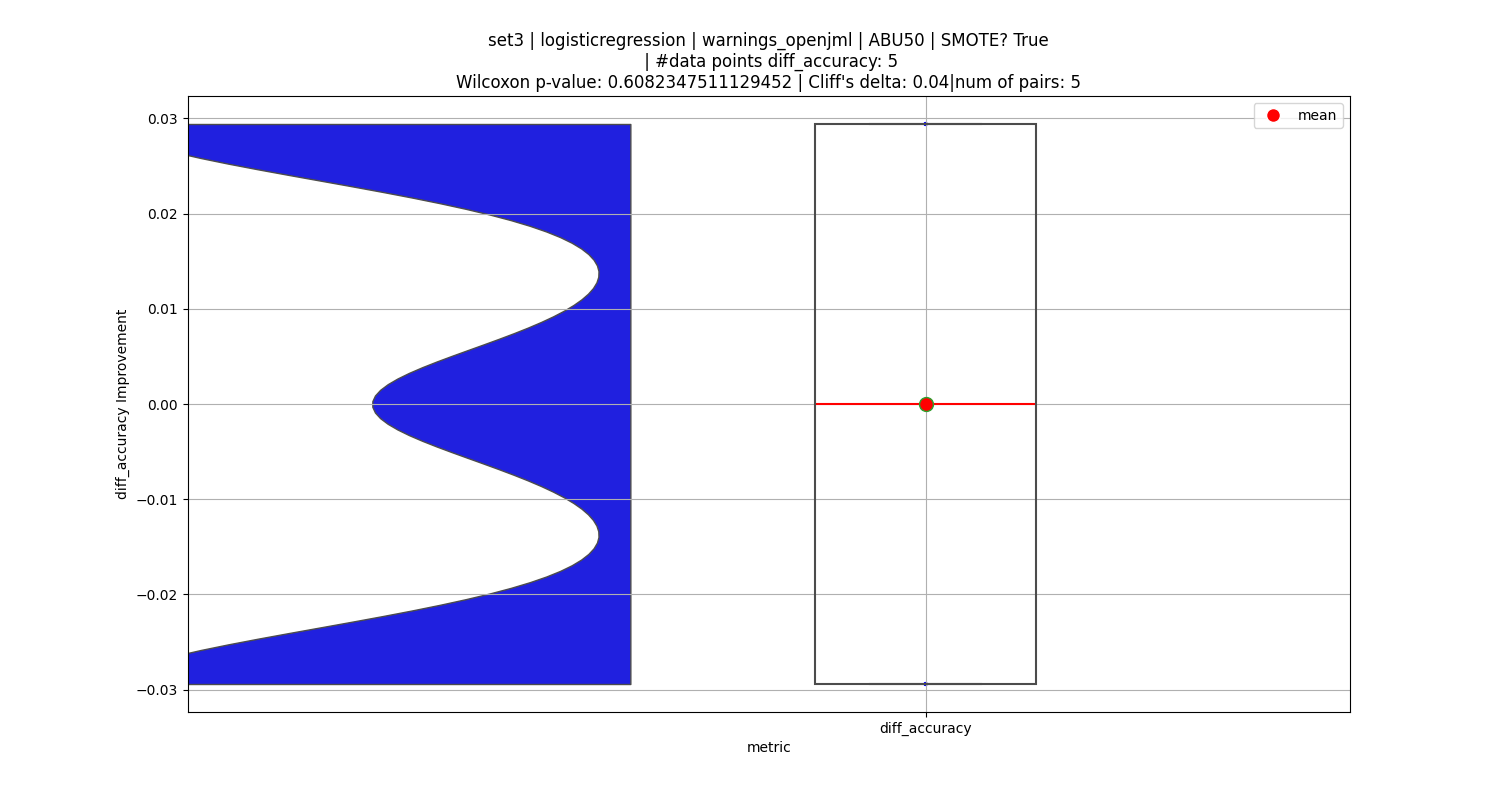 set3 | logisticregression | warnings_openjml | ABU50 | SMOTE? True
| #data points diff_accuracy: 5
Wilcoxon p-value: 0.6082347511129452 | Cliff's delta: 0.04|num of pairs: 5
mean
0.03
0.02
0.01
0.00
−0.01
−0.02
−0.03
diff_accuracy Improvement
diff_accuracy
metric